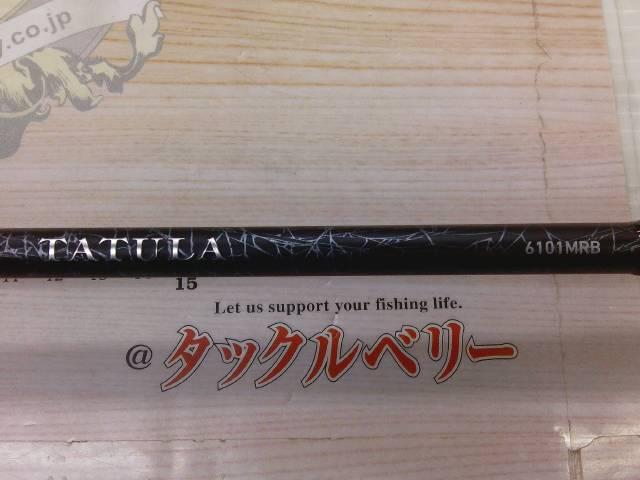 y.co.jp
TATULA 6101MRB
15
Let us support your fishing life.
@ タックルベリー